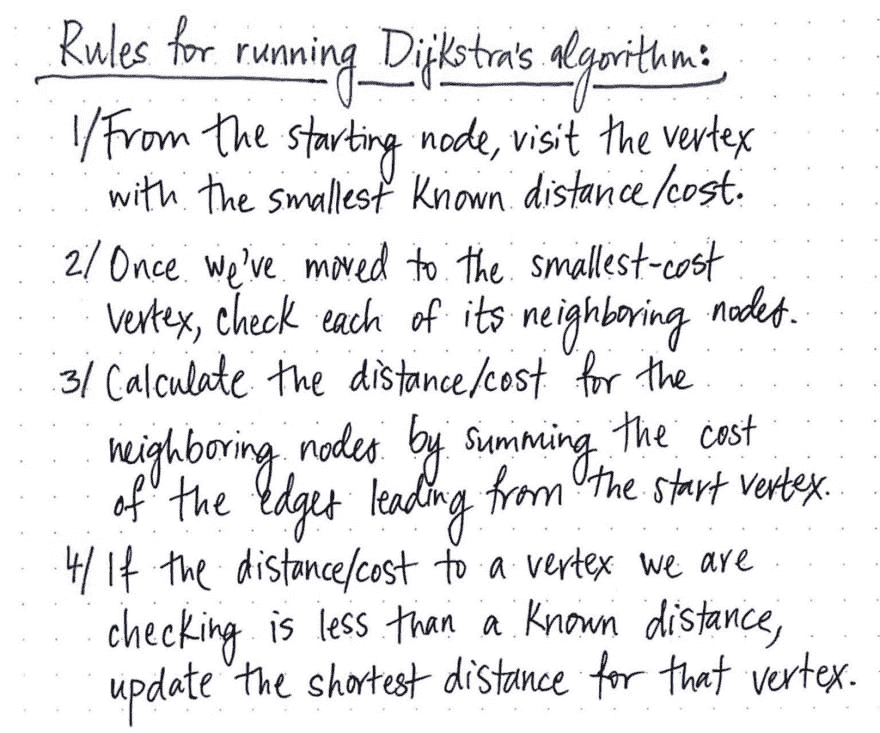 Rules for running Dijkstra's algorithm:
1/ From the starting node, visit the vertex
with the smallest known distance/cost.
2/ Once we've moved to the smallest-cost
vertex, check each of its neighboring nodes.
3/ Calculate the distance/cost for the
neighboring nodes by summing the cost
of the edges leading from the start vertex.
4/ If the distance/cost to a vertex we are
checking is less than a known distance,
update the shortest distance for that vertex.